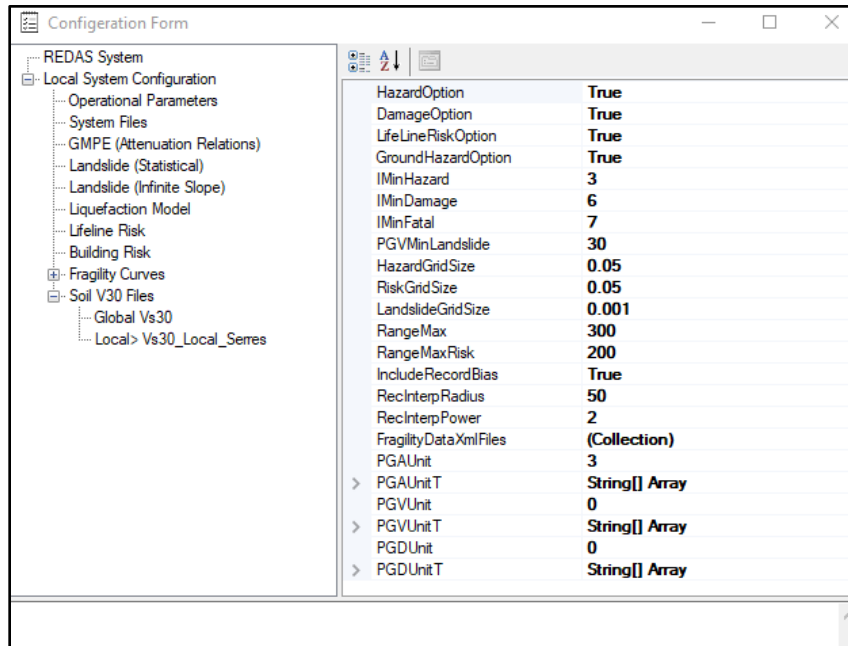 Configeration Form
REDAS System
Local System Configuration
Operational Parameters
System Files
GMPE (Attenuation Relations)
Landslide (Statistical)
Landslide (Infinite Slope)
Liquefaction Model
Lifeline Risk
Building Risk
Fragility Curves
Soil V30 Files
Global Vs30
Local> Vs30_Local_Serres
HazardOption True
DamageOption True
LifeLineRiskOption True
GroundHazardOption True
IMinHazard 3
IMinDamage 6
IMinFatal 7
PGVMinLandslide 30
HazardGridSize 0.05
RiskGridSize 0.05
LandslideGridSize 0.001
RangeMax 300
RangeMaxRisk 200
IncludeRecordBias True
RecInterpRadius 50
RecInterpPower 2
FragilityDataXmlFiles (Collection)
PGAUnit 3
PGAUnitT String[] Array
PGVUnit 0
PGVUnitT String[] Array
PGDUnit 0
PGDUnitT String[] Array